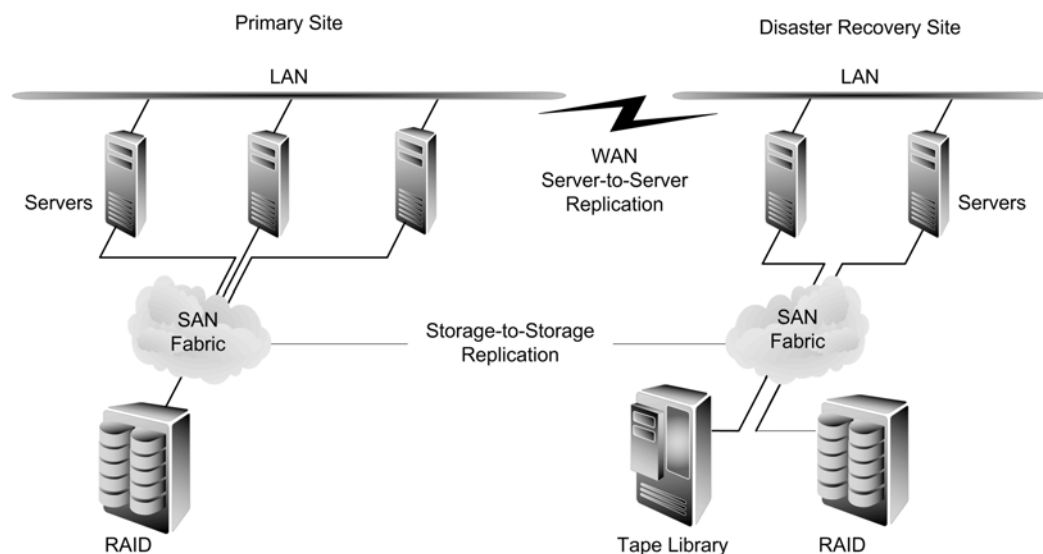 Primary Site
Disaster Recovery Site
LAN
LAN
WAN
Server-to-Server
Replication
Servers
Servers
SAN
Fabric
Storage-to-Storage
Replication
SAN
Fabric
RAID
Tape Library
RAID